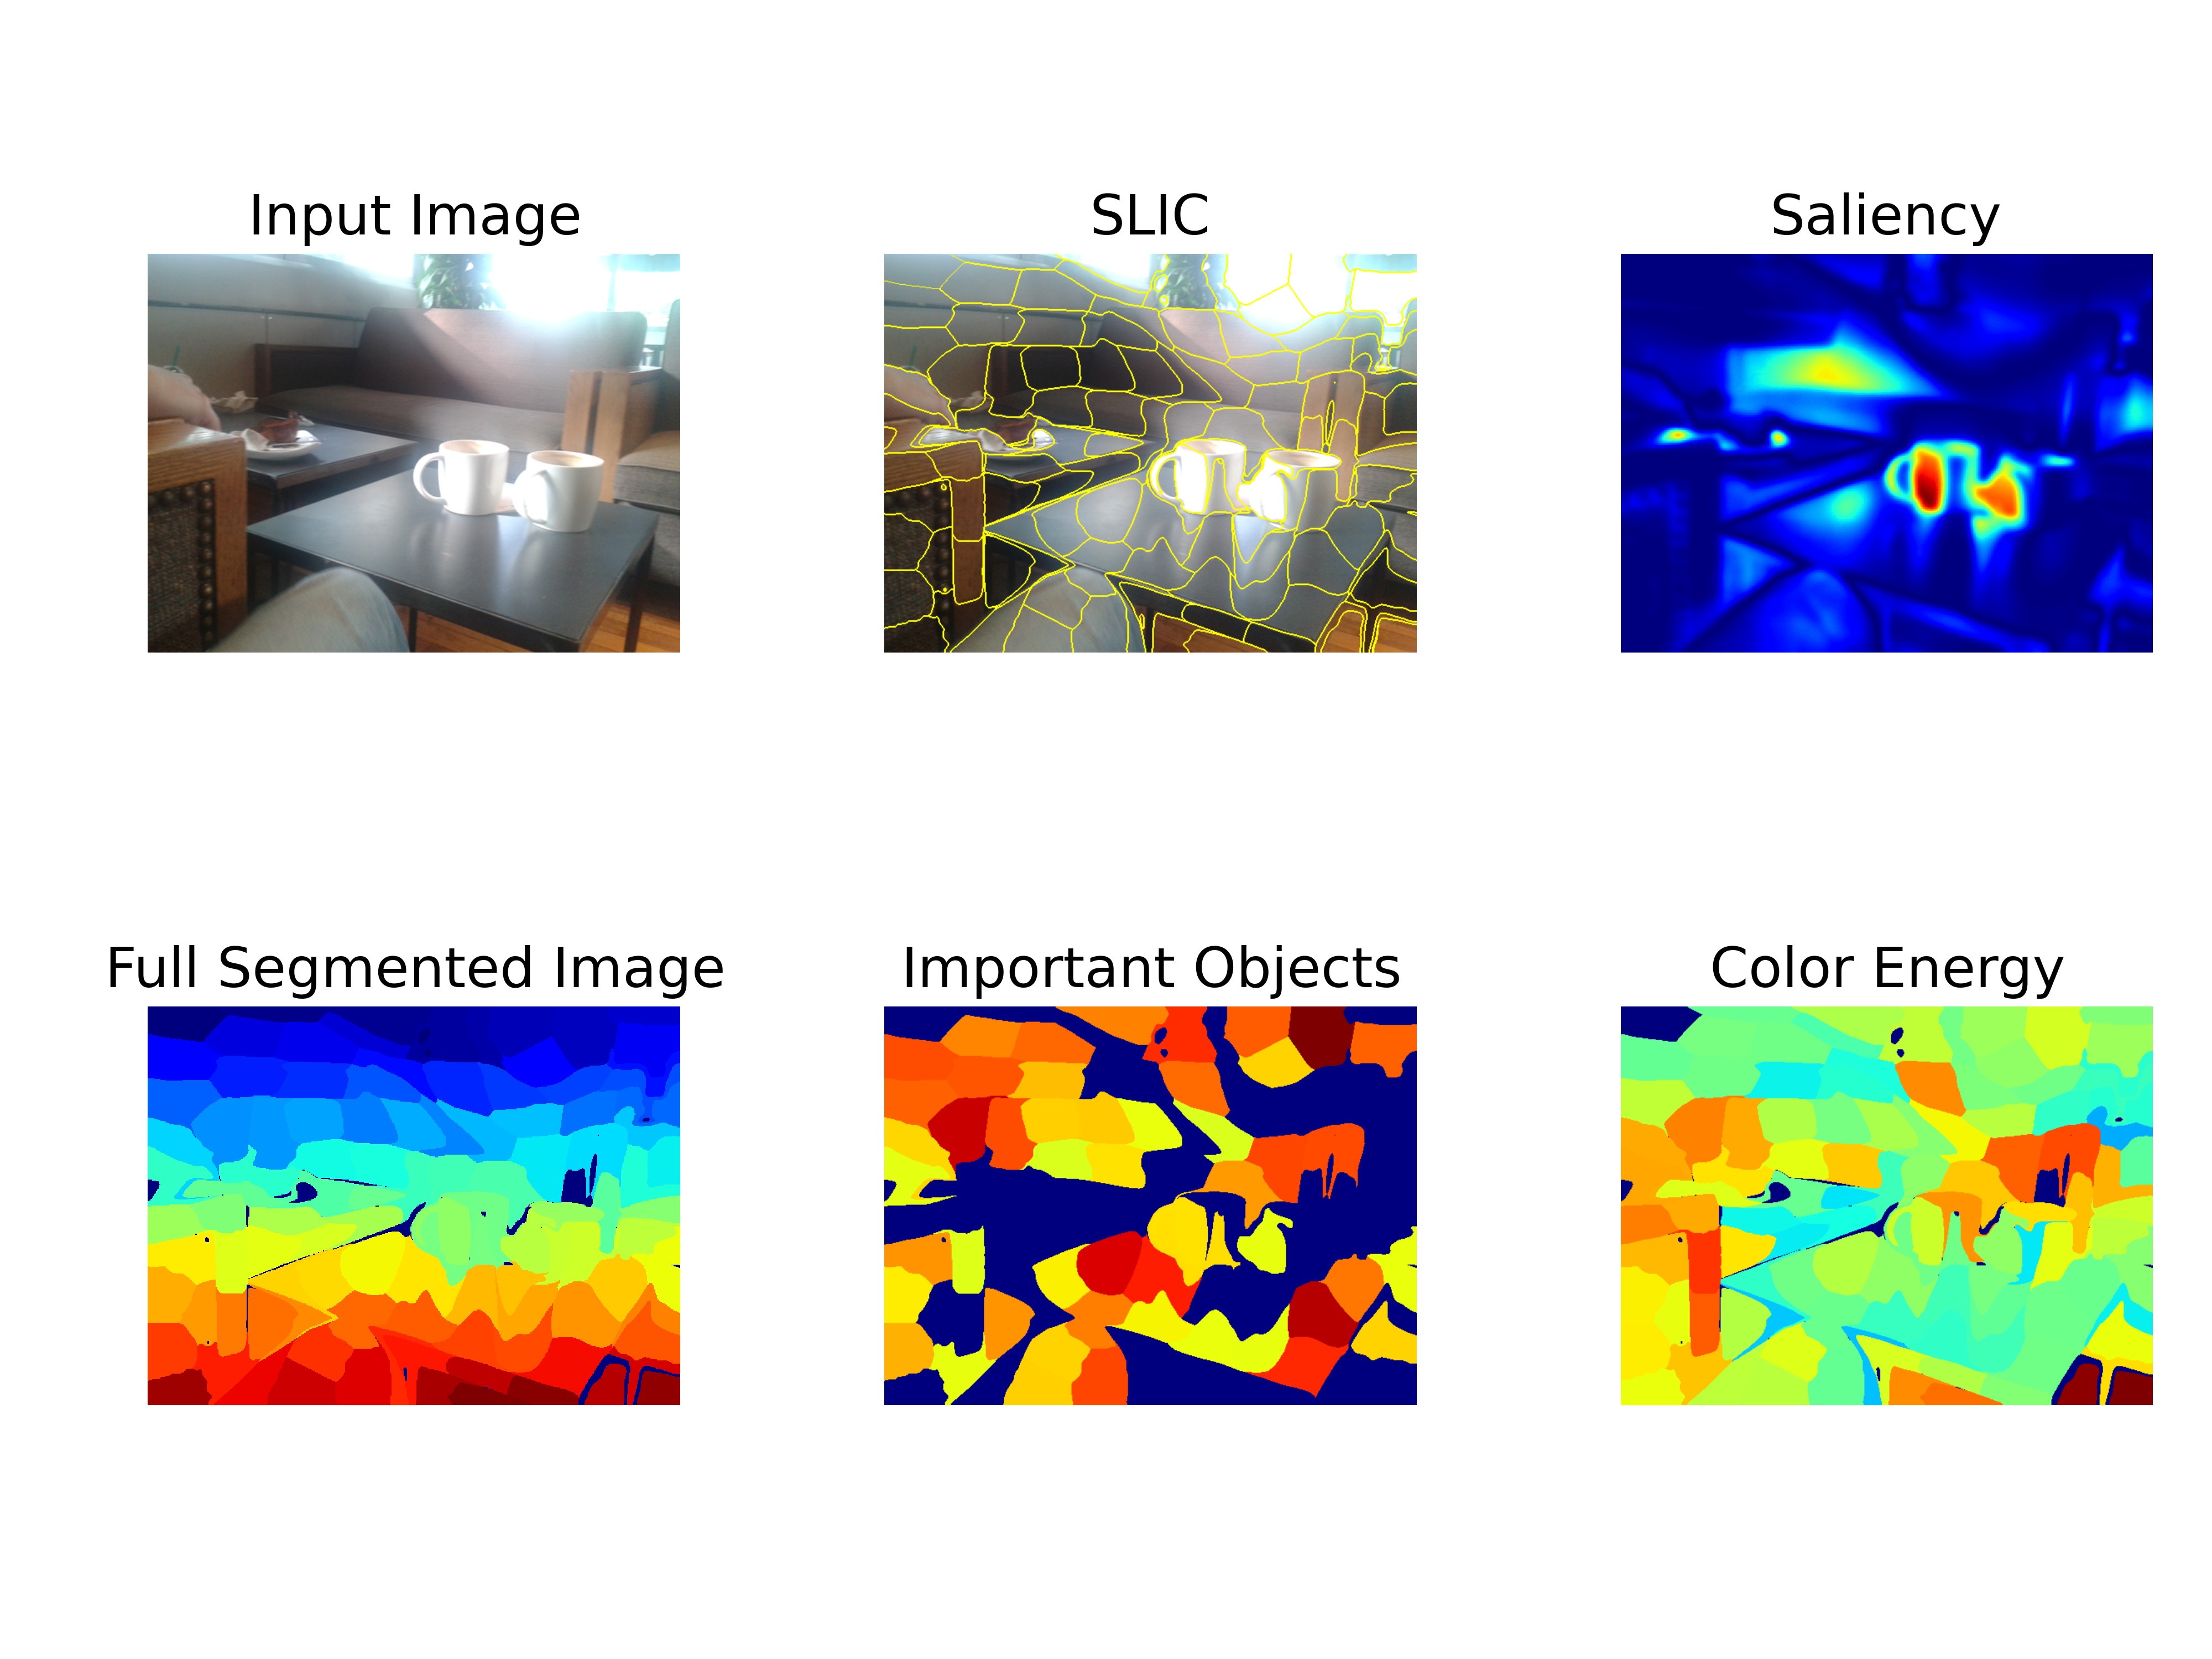 Input Image
SLIC
Saliency
Full Segmented Image
Important Objects
Color Energy